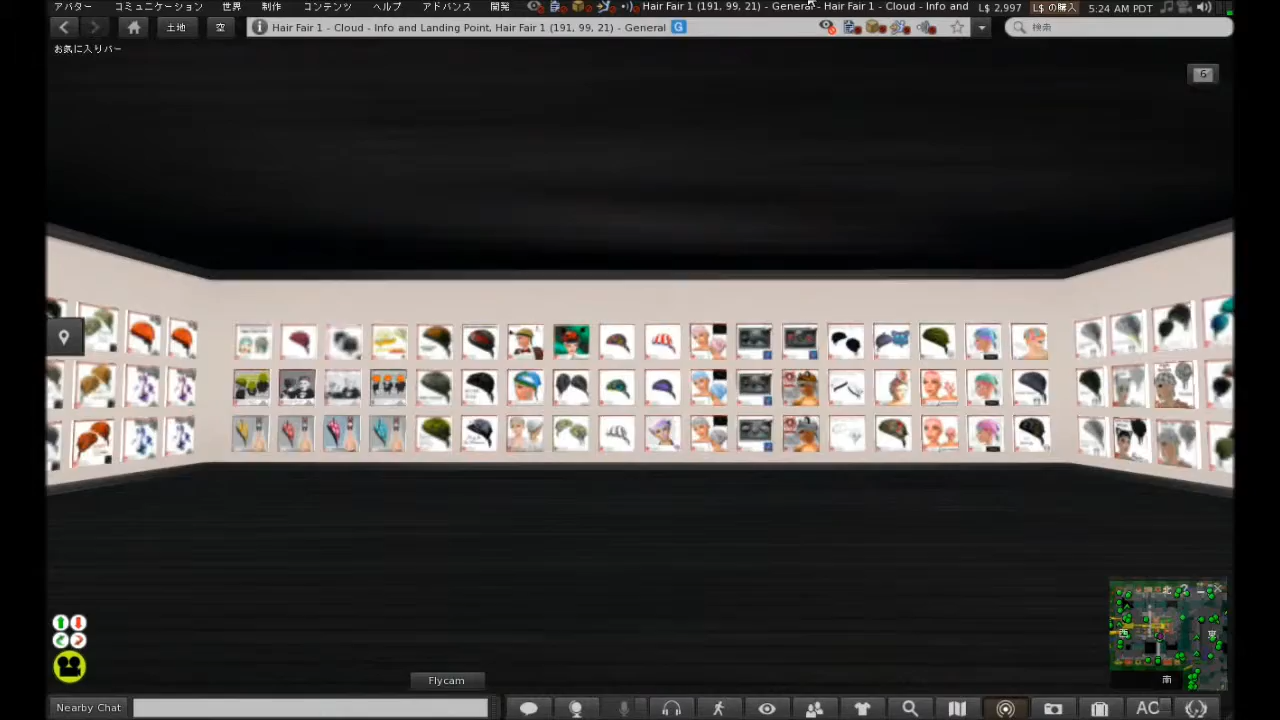 アバター コミュニケーション 世界 制作 コンテンツ ヘルプ アドバンス 開発 Hair Fair 1 (191, 99, 21) - General - Hair Fair 1 - Cloud - Info and L$ 2,997 L$ の購入 5:24 AM PDT
土地 空 Hair Fair 1 - Cloud - Info and Landing Point, Hair Fair 1 (191, 99, 21) - General G 検索
お気に入りバー
6
北
西 東
南
Flycam
Nearby Chat AO